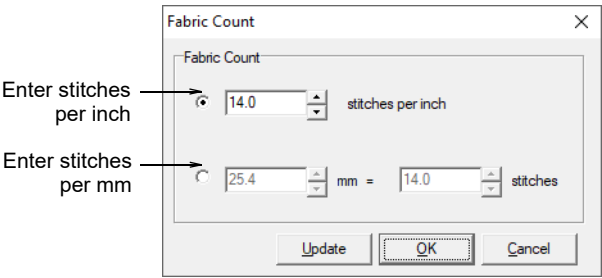 Fabric Count
Fabric Count
Enter stitches
per inch
14.0 stitches per inch
Enter stitches
per mm
25.4 mm = 14.0 stitches
Update OK Cancel